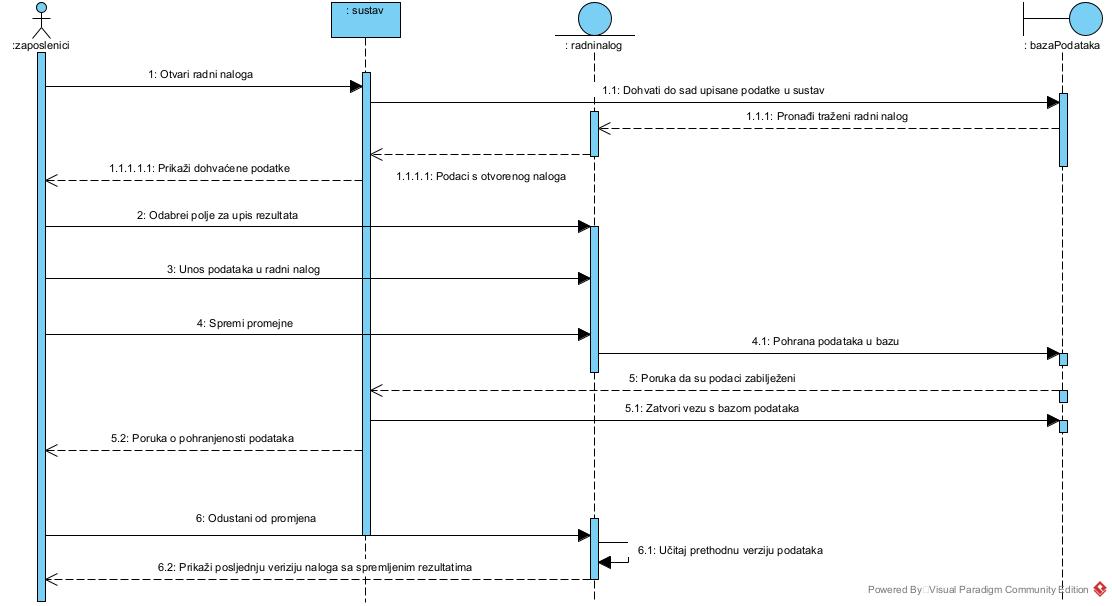 : sustav
:zaposlenici
: radninalog
: bazaPodataka
1: Otvari radni naloga
1.1: Dohvati do sad upisane podatke u sustav
1.1.1: Pronađi traženi radni nalog
1.1.1.1.1: Prikaži dohvaćene podatke
1.1.1.1: Podaci s otvorenog naloga
2: Odabrei polje za upis rezultata
3: Unos podataka u radni nalog
4: Spremi promejne
4.1: Pohrana podataka u bazu
5: Poruka da su podaci zabilježeni
5.1: Zatvori vezu s bazom podataka
5.2: Poruka o pohranjenosti podataka
6: Odustani od promjena
6.1: Učitaj prethodnu verziju podataka
6.2: Prikaži posljednju veriziju naloga sa spremljenim rezultatima
Powered By Visual Paradigm Community Edition